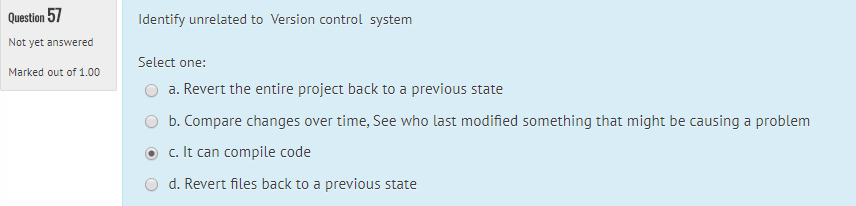 Question 57
Not yet answered
Marked out of 1.00
Identify unrelated to Version control system
Select one:
a. Revert the entire project back to a previous state
b. Compare changes over time, See who last modified something that might be causing a problem
c. It can compile code
d. Revert files back to a previous state